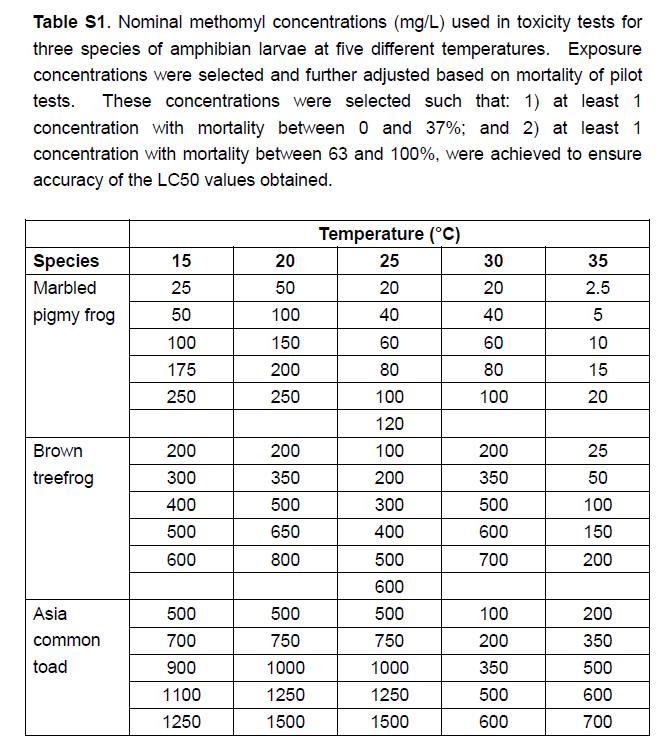 Table S1. Nominal methomyl concentrations (mg/L) used in toxicity tests for
three species of amphibian larvae at five different temperatures. Exposure
concentrations were selected and further adjusted based on mortality of pilot
tests. These concentrations were selected such that: 1) at least 1
concentration with mortality between 0 and 37%; and 2) at least 1
concentration with mortality between 63 and 100%, were achieved to ensure
accuracy of the LC50 values obtained.
Temperature (°C)
Species 15 20 25 30 35
Marbled 25 50 20 20 2.5
pigmy frog 50 100 40 40 5
100 150 60 60 10
175 200 80 80 15
250 250 100 100 20
120
Brown 200 200 100 200 25
treefrog 300 350 200 350 50
400 500 300 500 100
500 650 400 600 150
600 800 500 700 200
600
Asia 500 500 500 100 200
common 700 750 750 200 350
toad 900 1000 1000 350 500
1100 1250 1250 500 600
1250 1500 1500 600 700